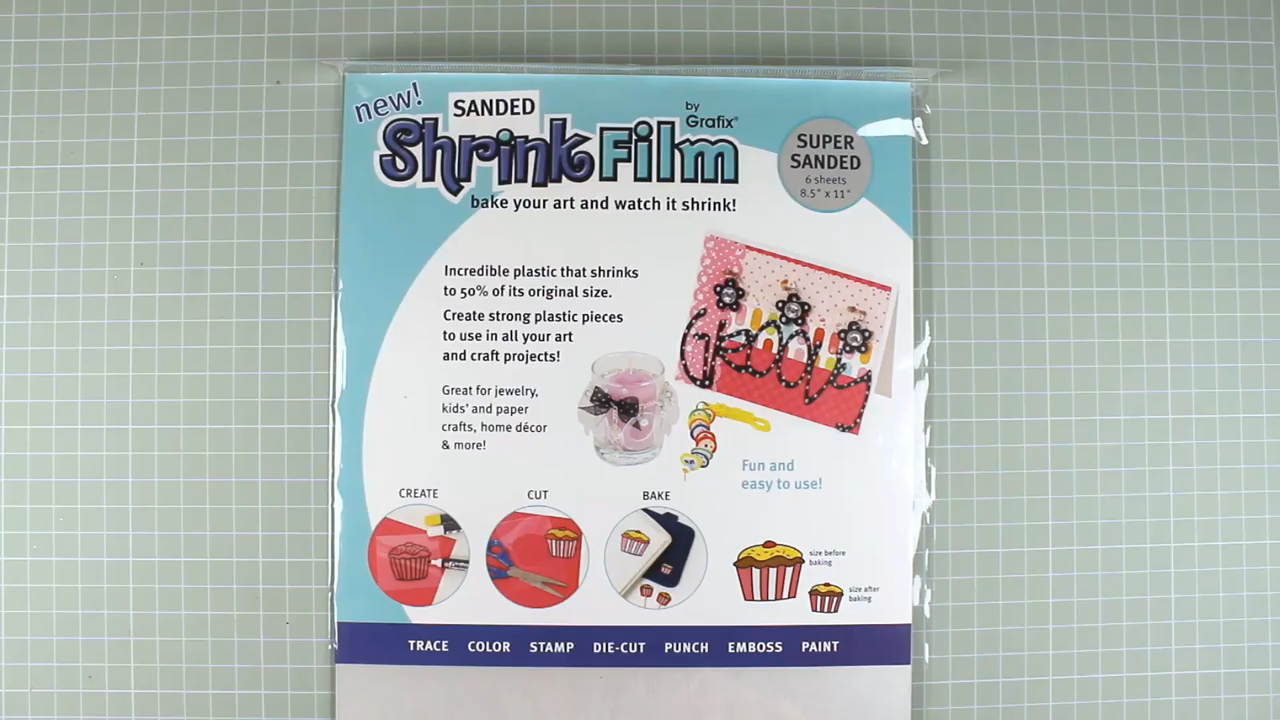 new!
SANDED
by
Grafix®
Shrink Film
bake your art and watch it shrink!
SUPER
SANDED
6 sheets
8.5" x 11"
Incredible plastic that shrinks
to 50% of its original size.
Create strong plastic pieces
to use in all your art
and craft projects!
Great for jewelry,
kids' and paper
crafts, home décor
& more!
Emily
Fun and
easy to use!
CREATE
CUT
BAKE
size before
baking
size after
baking
TRACE COLOR STAMP DIE-CUT PUNCH EMBOSS PAINT